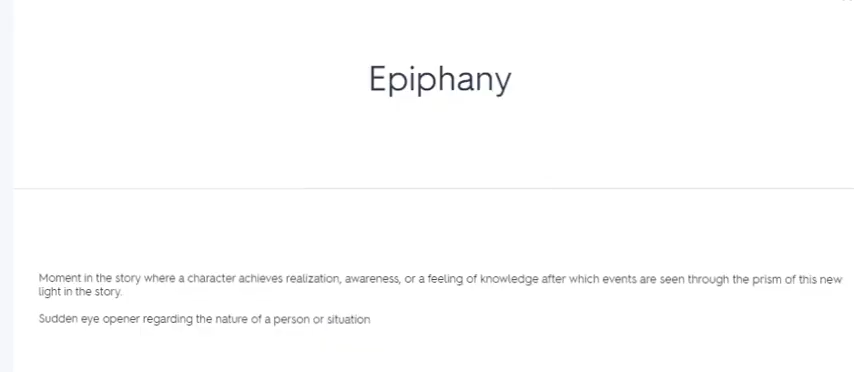 Epiphany
Moment in the story where a character achieves realization, awareness, or a feeling of knowledge after which events are seen through the prism of this new
light in the story.
Sudden eye opener regarding the nature of a person or situation